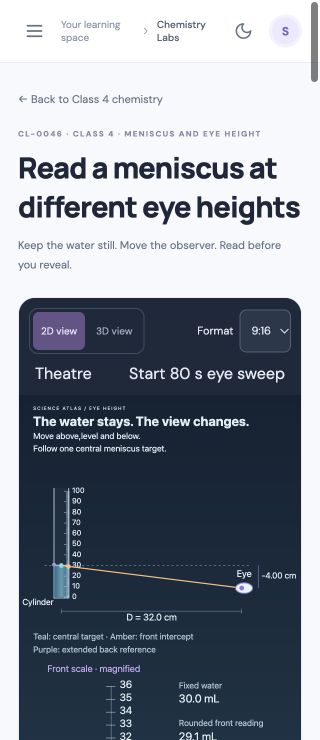 Your learning space
Chemistry Labs
S
← Back to Class 4 chemistry
CL-0046 · CLASS 4 · MENISCUS AND EYE HEIGHT
Read a meniscus at
different eye heights
Keep the water still. Move the observer. Read before
you reveal.
2D view
3D view
Format
9:16
Theatre
Start 80 s eye sweep
SCIENCE ATLAS / EYE HEIGHT
The water stays. The view changes.
Move above,level and below.
Follow one central meniscus target.
100
90
80
70
60
50
40
30
20
10
0
Eye
-4.00 cm
Cylinder
D = 32.0 cm
Teal: central target · Amber: front intercept
Purple: extended back reference
Front scale · magnified
36
35
34
33
32
Fixed water
30.0 mL
Rounded front reading
29.1 mL